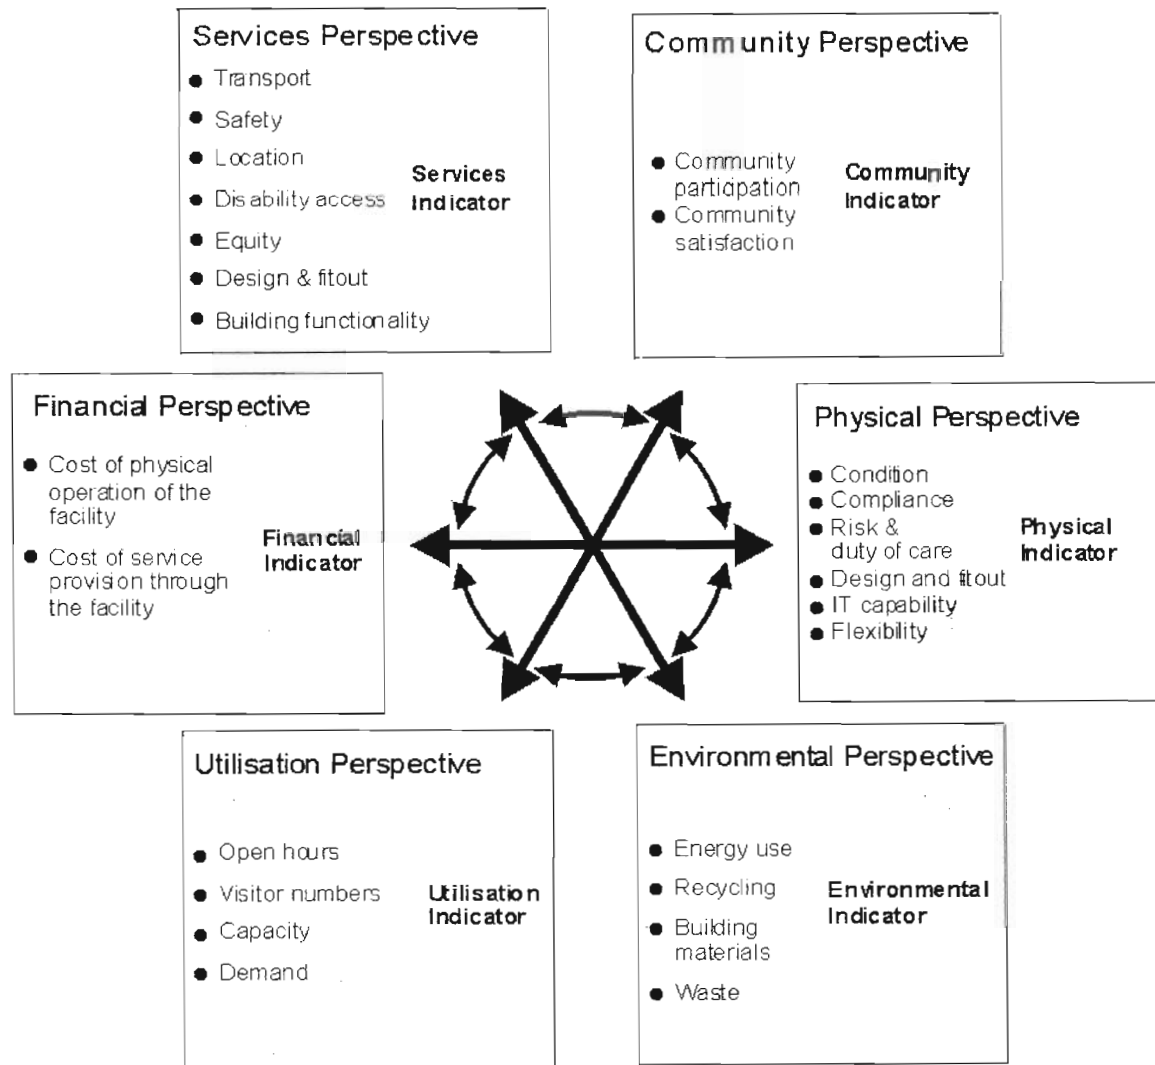 Services Perspective
● Transport
● Safety
● Location
● Disability access
● Equity
● Design & fitout
● Building functionality
Services
Indicator
Community Perspective
● Community
participation
● Community
satisfaction
Community
Indicator
Financial Perspective
● Cost of physical
operation of the
facility
● Cost of service
provision through
the facility
Financial
Indicator
Physical Perspective
● Condition
● Compliance
● Risk &
duty of care
● Design and fitout
● IT capability
● Flexibility
Physical
Indicator
Utilisation Perspective
● Open hours
● Visitor numbers
● Capacity
● Demand
Utilisation
Indicator
Environmental Perspective
● Energy use
● Recycling
● Building
materials
● Waste
Environmental
Indicator